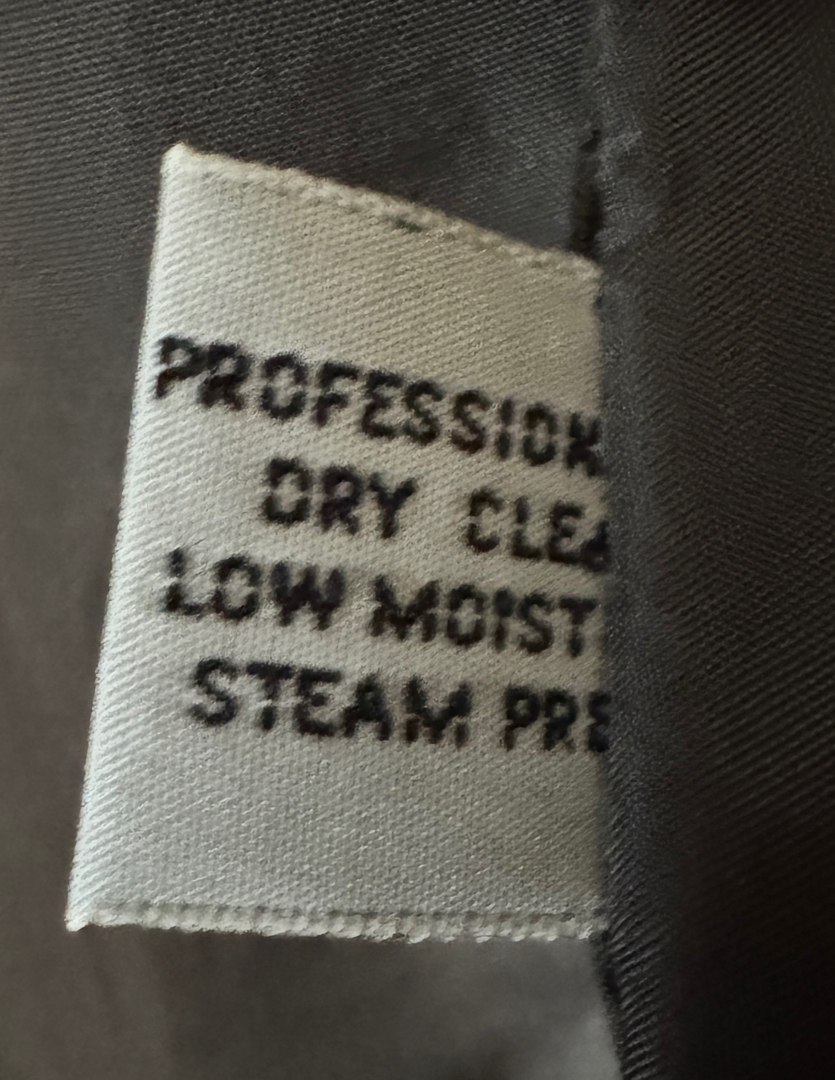 PROFESSION
DRY CLEA
LOW MOIST
STEAM PRE